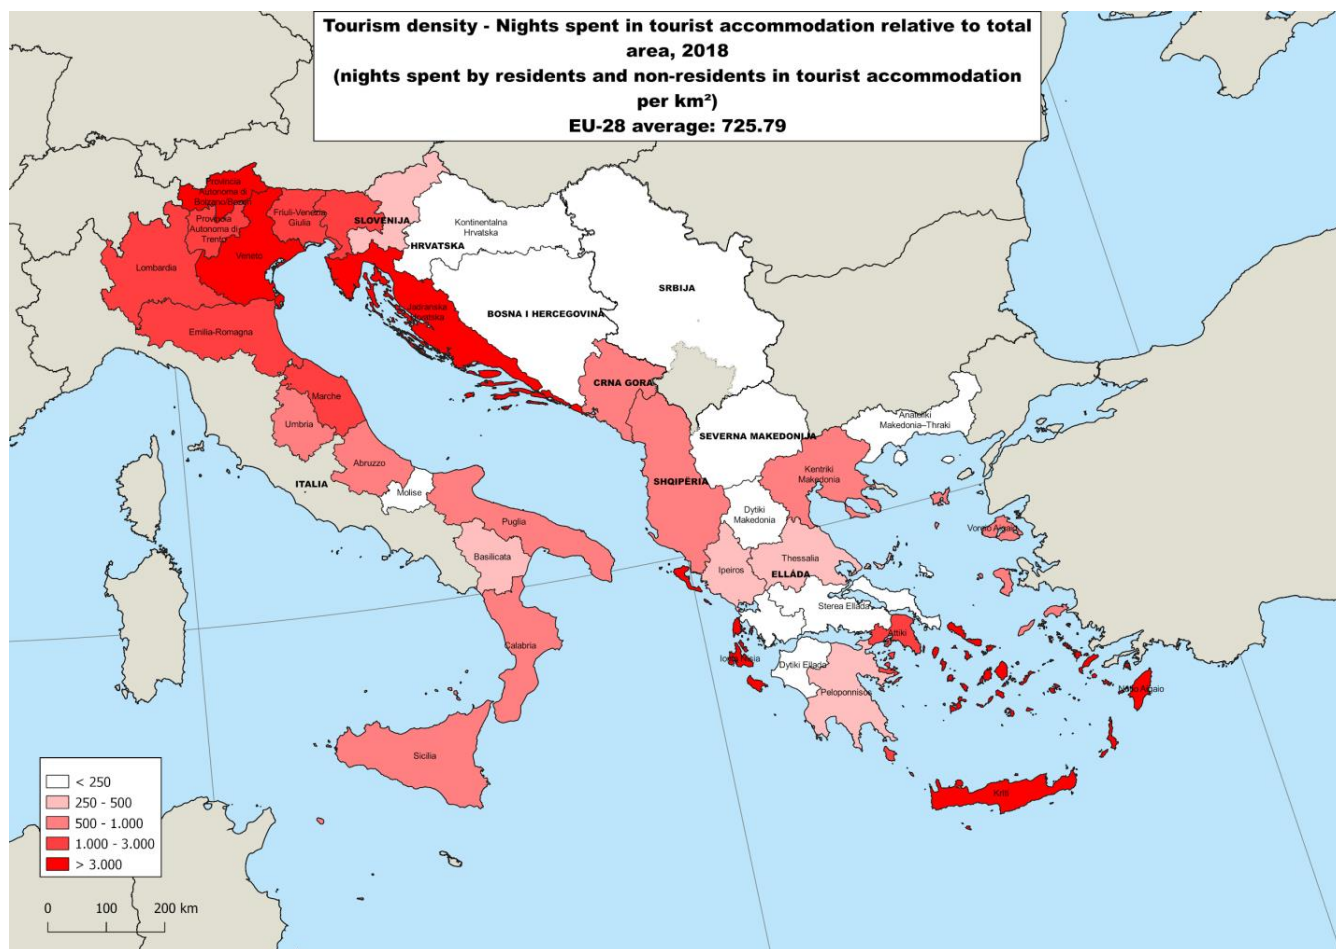 Tourism density - Nights spent in tourist accommodation relative to total
area, 2018
(nights spent by residents and non-residents in tourist accommodation
per km²)
EU-28 average: 725.79
Provincia
Autonoma di
Bolzano/Bozen
Provincia
Autonoma di
Trento
Friuli-Venezia
Giulia
SLOVENIJA
Kontinentalna
Hrvatska
HRVATSKA
Lombardia
Veneto
SRBIJA
Jadranska
Hrvatska
BOSNA I HERCEGOVINA
Emilia-Romagna
CRNA GORA
Marche
Umbria
Anatoliki
Makedonia–Thraki
SEVERNA MAKEDONIJA
Abruzzo
Kentriki
Makedonia
ITALIA
SHQIPËRIA
Molise
Dytiki
Makedonia
Puglia
Voreio Aigaio
Basilicata
Thessalia
Ipeiros
ELLÁDA
Sterea Ellada
Attiki
Calabria
Ionia Nisia
Dytiki Ellada
Peloponnisos
Notio Aigaio
Sicilia
Kriti
< 250
250 - 500
500 - 1.000
1.000 - 3.000
> 3.000
0 100 200 km